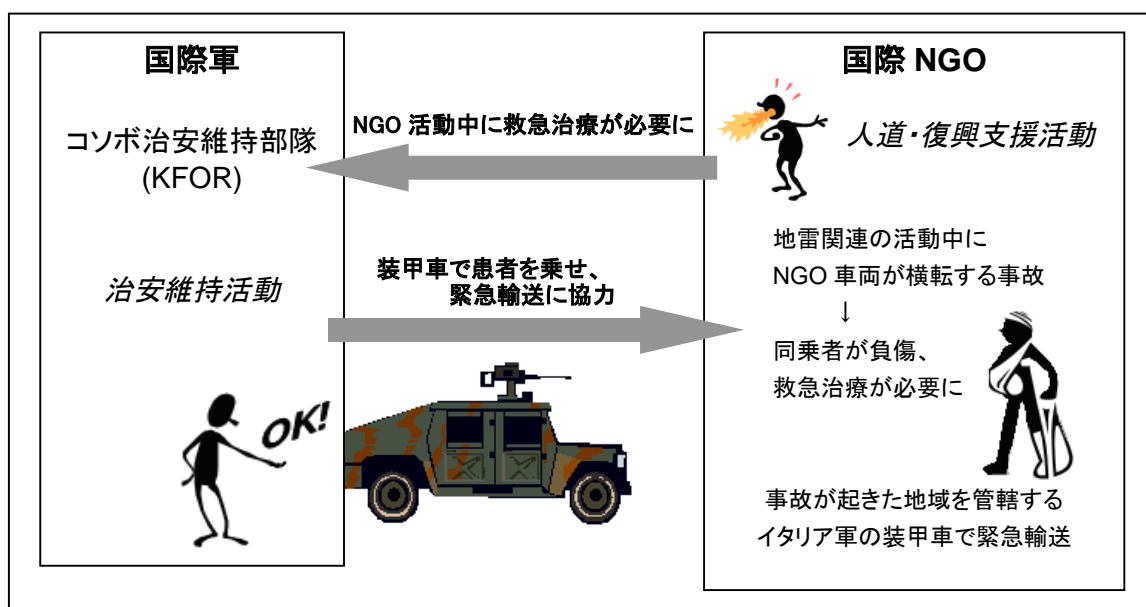 国際軍
コソボ治安維持部隊
(KFOR)
治安維持活動
OK!
NGO 活動中に救急治療が必要に
装甲車で患者を乗せ、
緊急輸送に協力
国際 NGO
人道・復興支援活動
地雷関連の活動中に
NGO 車両が横転する事故
↓
同乗者が負傷、
救急治療が必要に
事故が起きた地域を管轄する
イタリア軍の装甲車で緊急輸送